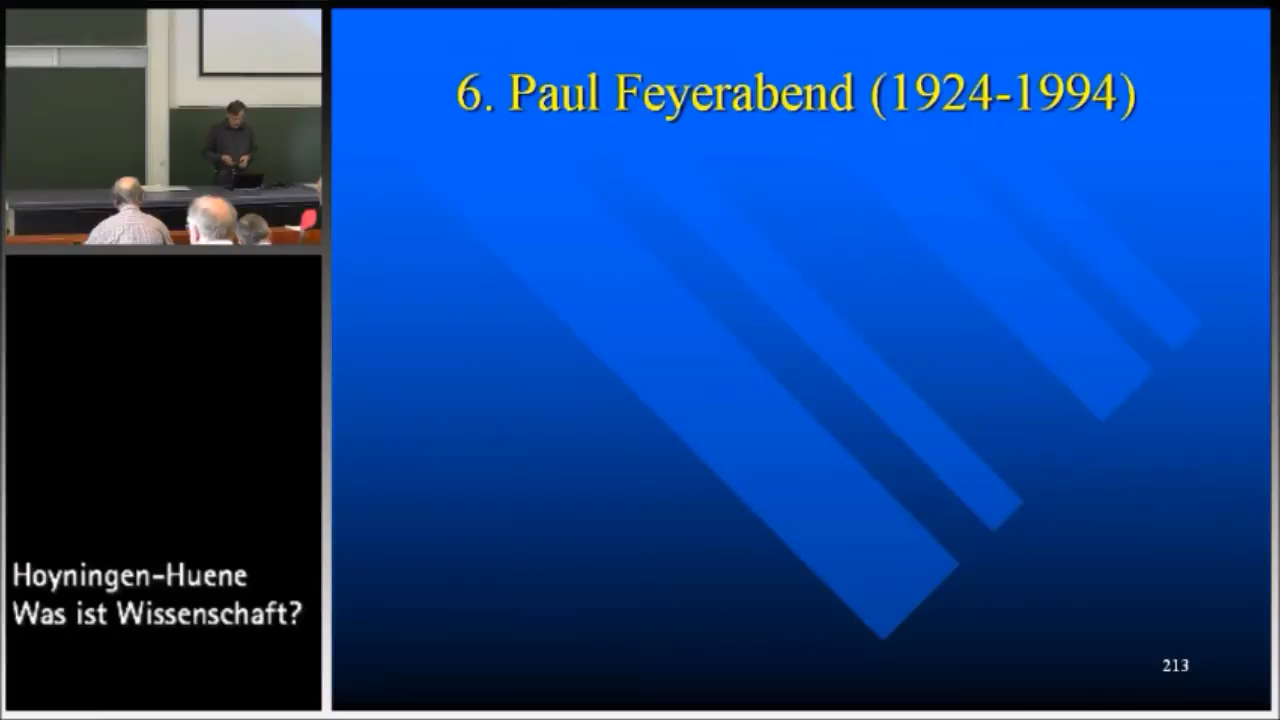 6. Paul Feyerabend (1924-1994)
Hoyningen-Huene
Was ist Wissenschaft?
213